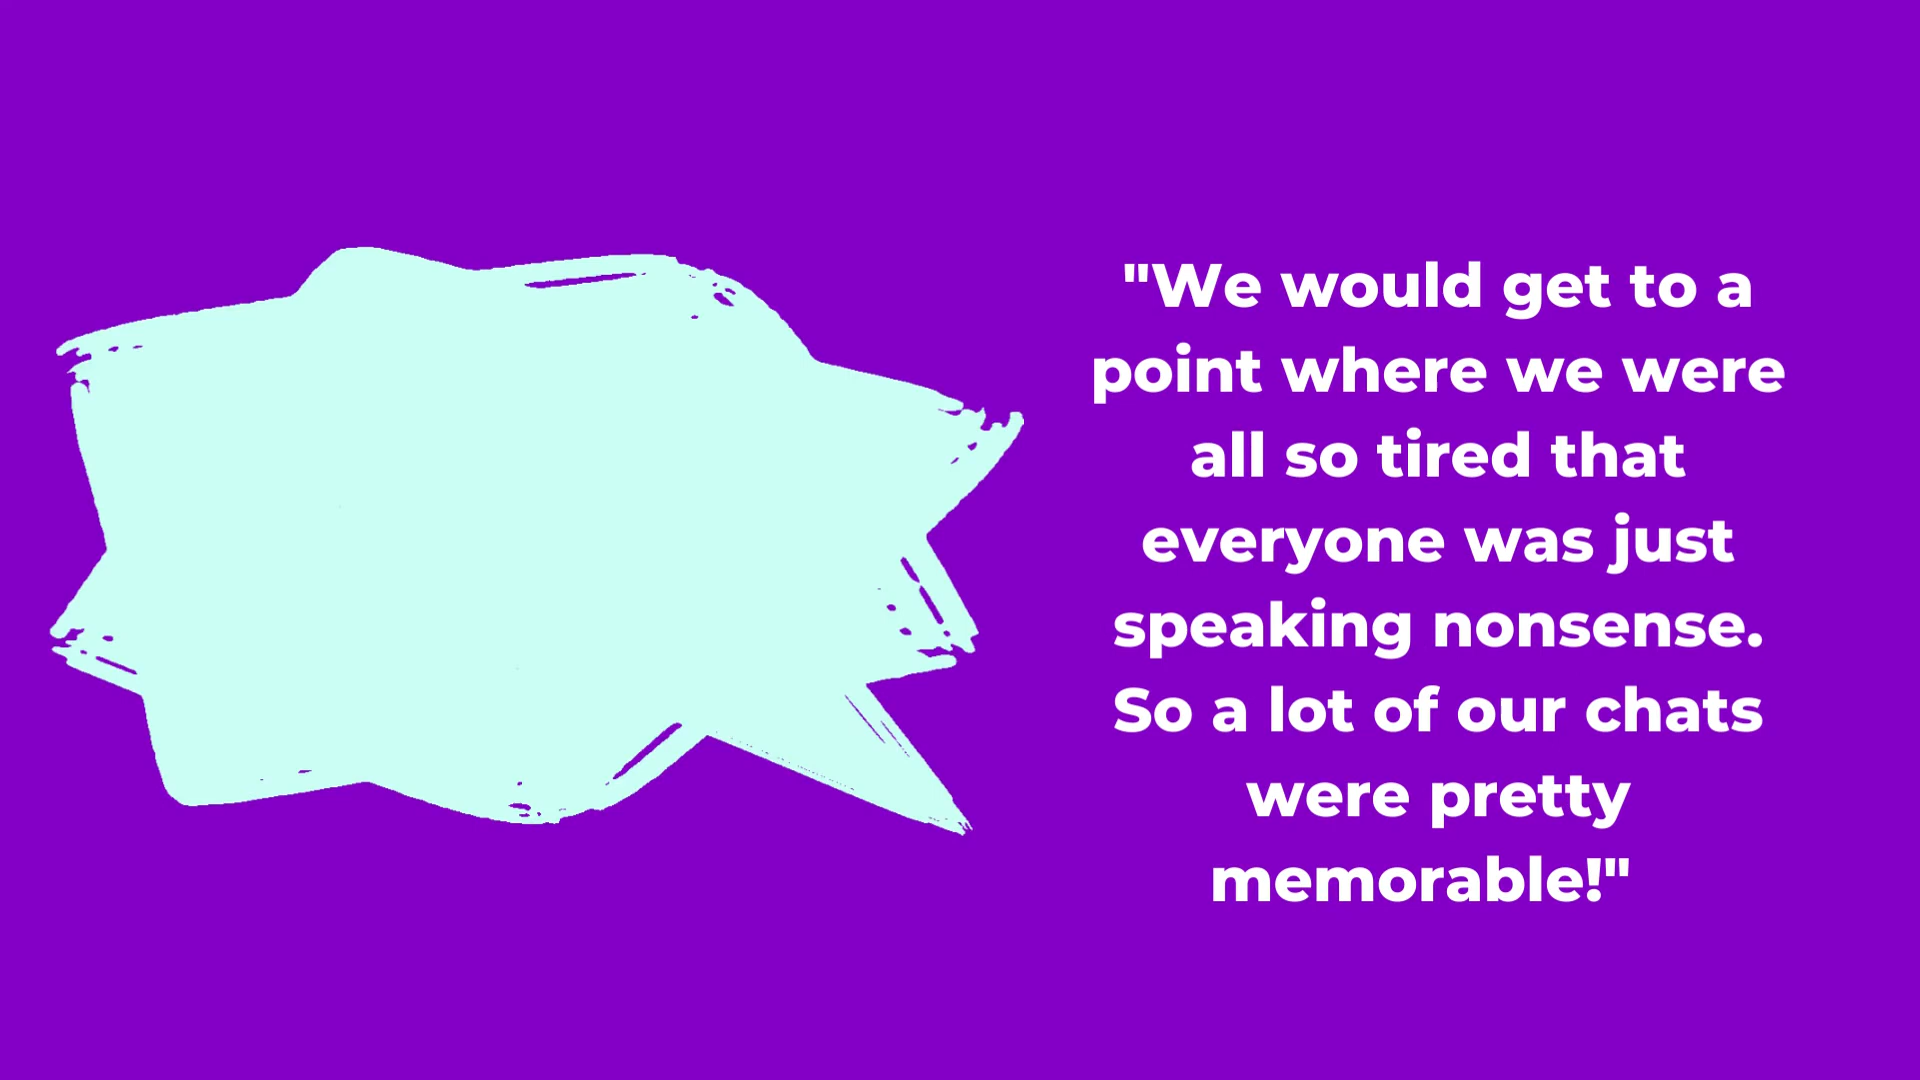 "We would get to a
point where we were
all so tired that
everyone was just
speaking nonsense.
So a lot of our chats
were pretty
memorable!"